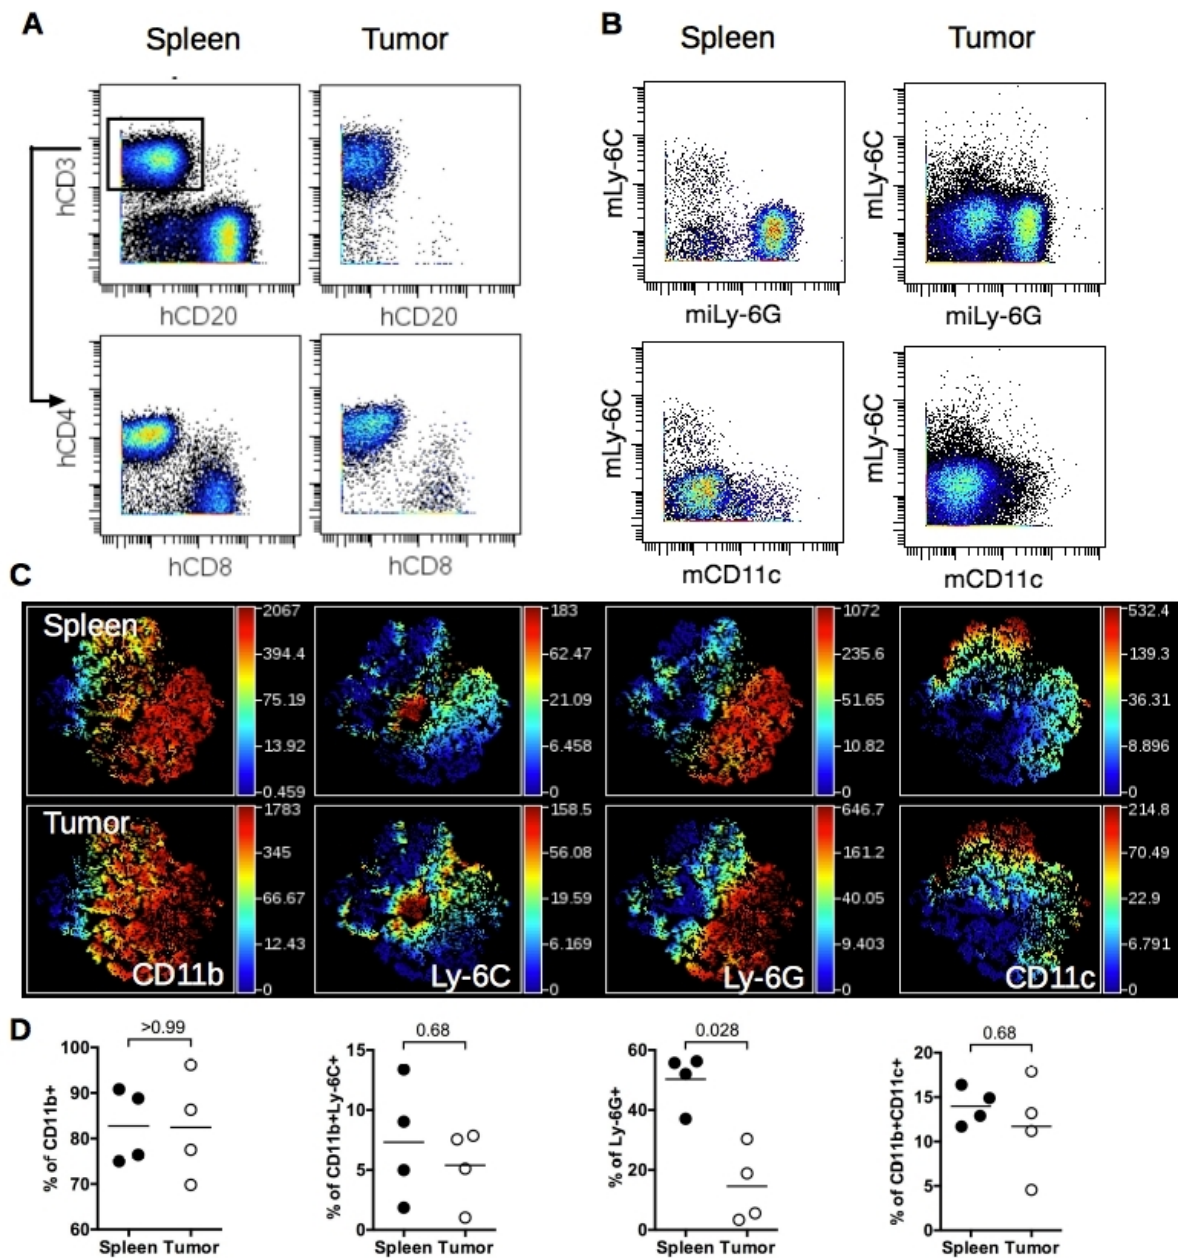 A
Spleen
Tumor
hCD3
hCD20
hCD20
hCD4
hCD8
hCD8
B
Spleen
Tumor
mLy-6C
miLy-6G
mLy-6C
miLy-6G
mLy-6C
mCD11c
mLy-6C
mCD11c
C
Spleen
2067
394.4
75.19
13.92
0.459
183
62.47
21.09
6.458
0
1072
235.6
51.65
10.82
0
532.4
139.3
36.31
8.896
0
Tumor
CD11b
1783
345
66.67
12.43
0
Ly-6C
158.5
56.08
19.59
6.169
0
Ly-6G
646.7
161.2
40.05
9.403
0
CD11c
214.8
70.49
22.9
6.791
0
D
>0.99
% of CD11b+
100
90
80
70
60
Spleen Tumor
0.68
% of CD11b+Ly-6C+
15
10
5
0
Spleen Tumor
0.028
% of Ly-6G+
60
40
20
0
Spleen Tumor
0.68
% of CD11b+CD11c+
20
15
10
5
0
Spleen Tumor